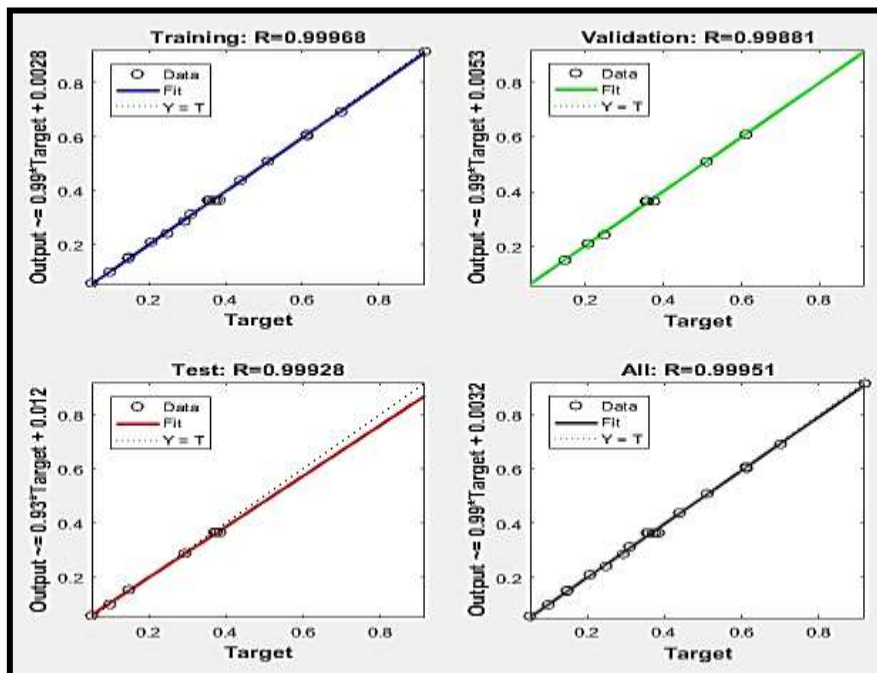 Training: R=0.99968
Output ~= 0.99*Target + 0.0028
0.8
0.6
0.4
0.2
Data
Fit
Y = T
0.2 0.4 0.6 0.8
Target
Validation: R=0.99881
Output ~= 0.99*Target + 0.0053
0.8
0.6
0.4
0.2
Data
Fit
Y = T
0.2 0.4 0.6 0.8
Target
Test: R=0.99928
Output ~= 0.93*Target + 0.012
0.8
0.6
0.4
0.2
Data
Fit
Y = T
0.2 0.4 0.6 0.8
Target
All: R=0.99951
Output ~= 0.99*Target + 0.0032
0.8
0.6
0.4
0.2
Data
Fit
Y = T
0.2 0.4 0.6 0.8
Target